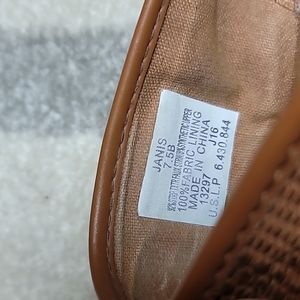 JANIS
7.5B
100% FABRIC LINING
MADE IN CHINA
13297 J16
U.S.L.P 6.430.844